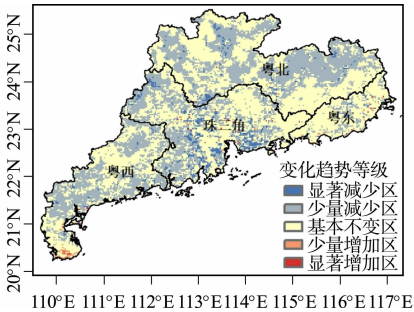 25°N
24°N
23°N
22°N
21°N
20°N
粤北
珠三角
粤东
粤西
变化趋势等级
显著减少区
少量减少区
基本不变区
少量增加区
显著增加区
110°E 111°E 112°E 113°E 114°E 115°E 116°E 117°E